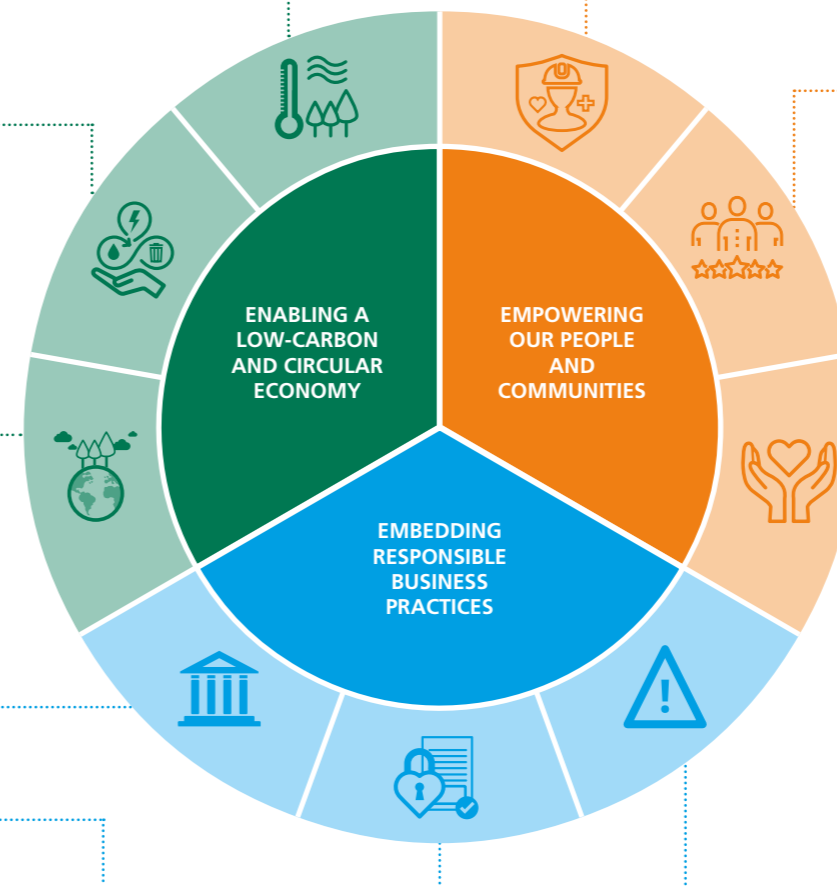 ENABLING A
LOW-CARBON
AND CIRCULAR
ECONOMY
EMPOWERING
OUR PEOPLE
AND
COMMUNITIES
EMBEDDING
RESPONSIBLE
BUSINESS
PRACTICES